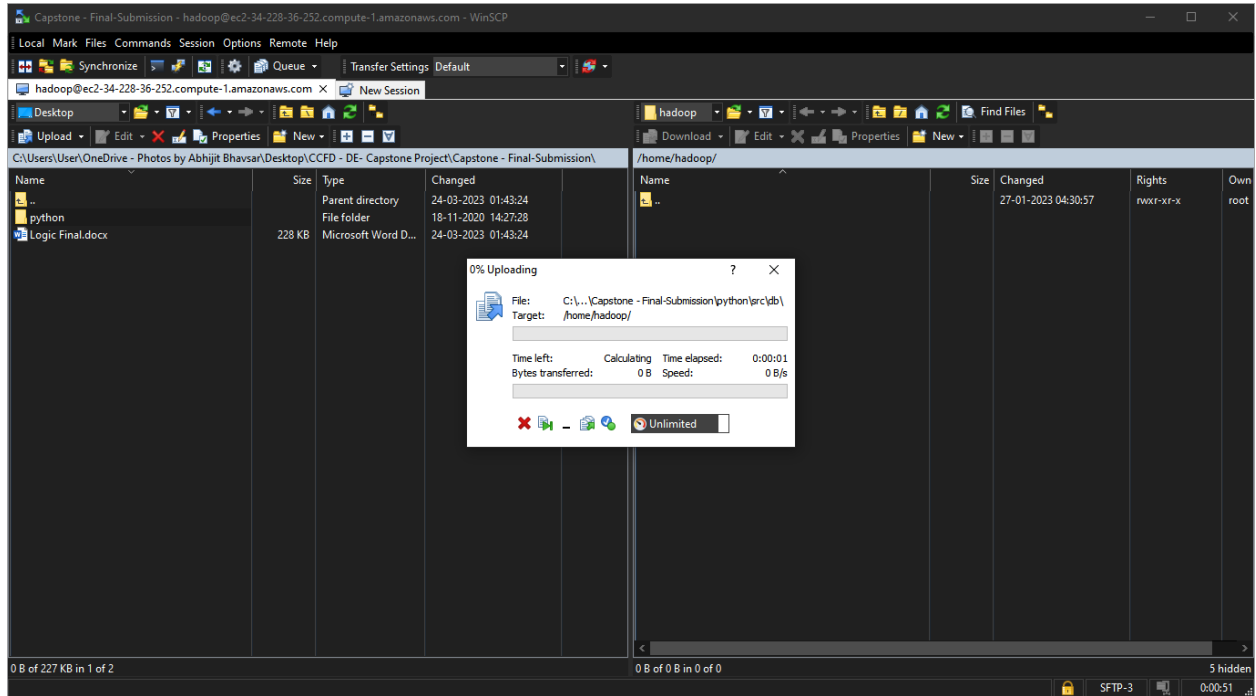 Capstone - Final-Submission - hadoop@ec2-34-228-36-252.compute-1.amazonaws.com - WinSCP
Local Mark Files Commands Session Options Remote Help
Synchronize Queue Transfer Settings Default
hadoop@ec2-34-228-36-252.compute-1.amazonaws.com X New Session
Desktop
hadoop Find Files
Upload Edit Properties New
Download Edit Properties New
C:\Users\User\OneDrive - Photos by Abhijit Bhavsar\Desktop\CCFD - DE- Capstone Project\Capstone - Final-Submission\
/home/hadoop/
Name Size Type Changed
Name Size Changed Rights Own
.. Parent directory 24-03-2023 01:43:24
.. 27-01-2023 04:30:57 rwxr-xr-x root
python File folder 18-11-2020 14:27:28
Logic Final.docx 228 KB Microsoft Word D... 24-03-2023 01:43:24
0% Uploading ?
File: C:\...\Capstone - Final-Submission\python\src\db\
Target: /home/hadoop/
Time left: Calculating Time elapsed: 0:00:01
Bytes transferred: 0 B Speed: 0 B/s
Unlimited
0 B of 227 KB in 1 of 2
0 B of 0 B in 0 of 0 5 hidden
SFTP-3 0:00:51